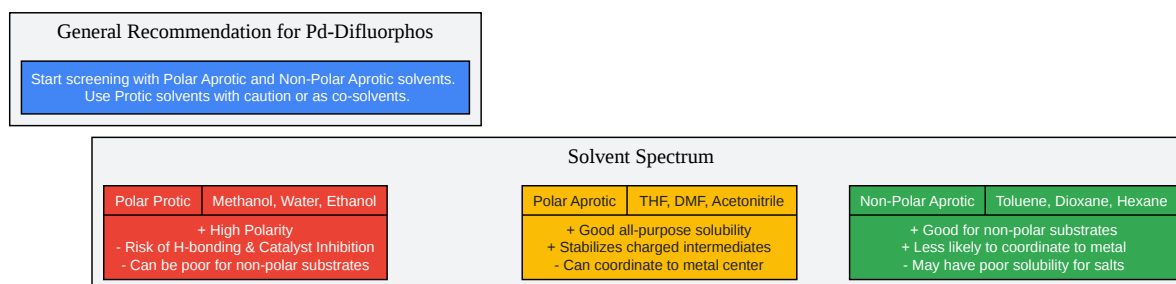 General Recommendation for Pd-Difluorphos
Start screening with Polar Aprotic and Non-Polar Aprotic solvents.
Use Protic solvents with caution or as co-solvents.
Solvent Spectrum
Polar Protic
Methanol, Water, Ethanol
+ High Polarity
- Risk of H-bonding & Catalyst Inhibition
- Can be poor for non-polar substrates
Polar Aprotic
THF, DMF, Acetonitrile
+ Good all-purpose solubility
+ Stabilizes charged intermediates
- Can coordinate to metal center
Non-Polar Aprotic
Toluene, Dioxane, Hexane
+ Good for non-polar substrates
+ Less likely to coordinate to metal
- May have poor solubility for salts